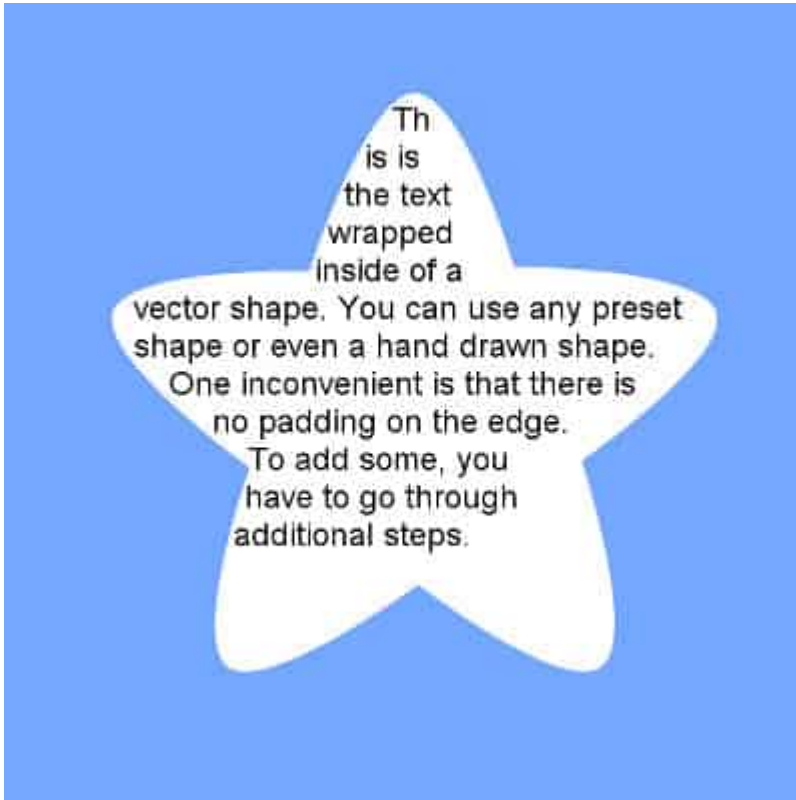 Th
is is
the text
wrapped
inside of a
vector shape. You can use any preset
shape or even a hand drawn shape.
One inconvenient is that there is
no padding on the edge.
To add some, you
have to go through
additional steps.